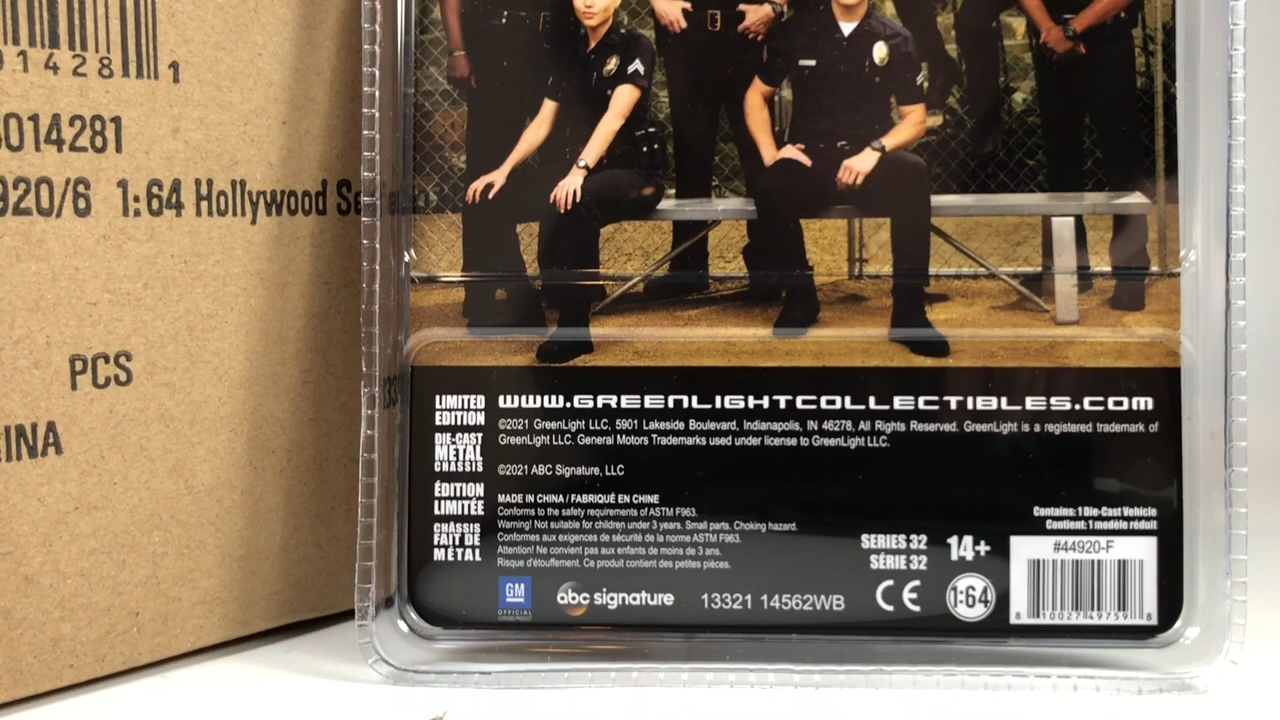 1428 1
014281
920/6 1:64 Hollywood Series
PCS
INA
LIMITED
EDITION
DIE-CAST
METAL
CHASSIS
ÉDITION
LIMITÉE
CHÂSSIS
FAIT DE
MÉTAL
WWW.GREENLIGHTCOLLECTIBLES.COM
©2021 GreenLight LLC, 5901 Lakeside Boulevard, Indianapolis, IN 46278, All Rights Reserved. GreenLight is a registered trademark of
GreenLight LLC. General Motors Trademarks used under license to GreenLight LLC.
©2021 ABC Signature, LLC
MADE IN CHINA / FABRIQUÉ EN CHINE
Conforms to the safety requirements of ASTM F963.
Warning! Not suitable for children under 3 years. Small parts. Choking hazard.
Conformes aux exigences de sécurité de la norme ASTM F963.
Attention! Ne convient pas aux enfants de moins de 3 ans.
Risque d'étouffement. Ce produit contient des petites pièces.
GM
OFFICIAL
abc signature
13321 14562WB
SERIES 32
SÉRIE 32
14+
CE
1:64
Contains: 1 Die-Cast Vehicle
Contient: 1 modèle réduit
#44920-F
8 10027 49759 8